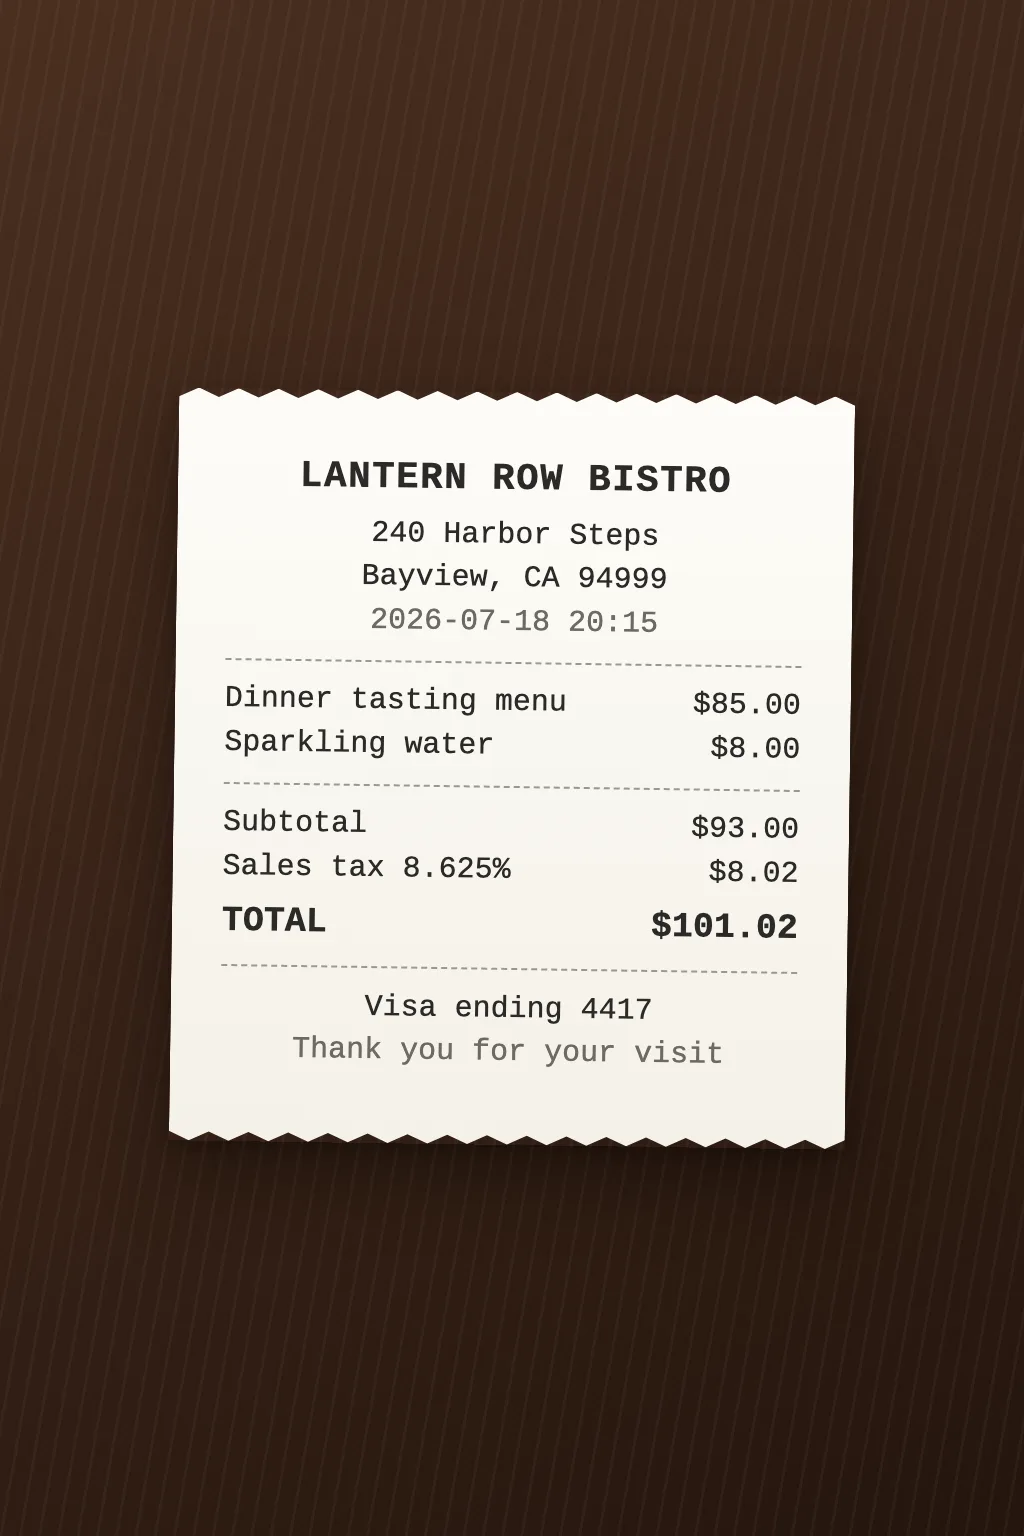 LANTERN ROW BISTRO
240 Harbor Steps
Bayview, CA 94999
2026-07-18 20:15
Dinner tasting menu $85.00
Sparkling water $8.00
Subtotal $93.00
Sales tax 8.625% $8.02
TOTAL $101.02
Visa ending 4417
Thank you for your visit